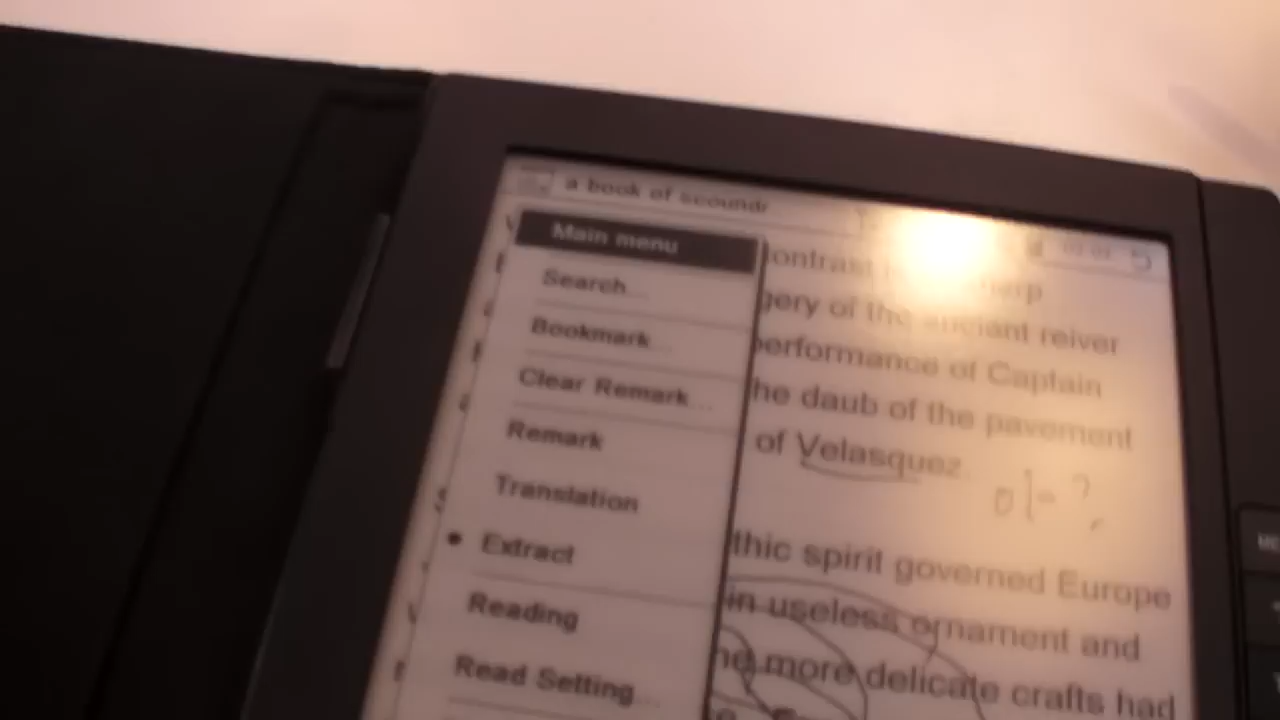 a book of scoundr
Main menu
Search...
Bookmark...
Clear Remark...
Remark
Translation
Extract
Reading
Read Setting...
ontrast
arp
gery of the ancient reiver
performance of Captain
he daub of the pavement
of Velasquez
thic spirit governed Europe
in useless ornament and
more delicate crafts had